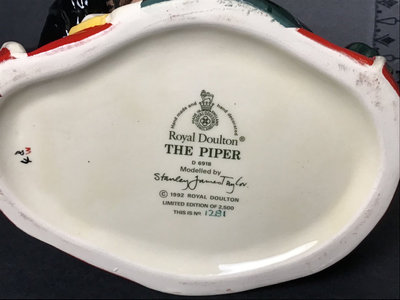 Hand made and hand decorated
Royal Doulton®
THE PIPER
D 6918
Modelled by
Stanley James Taylor
© 1992 ROYAL DOULTON
LIMITED EDITION OF 2,500
THIS IS Nº 1281